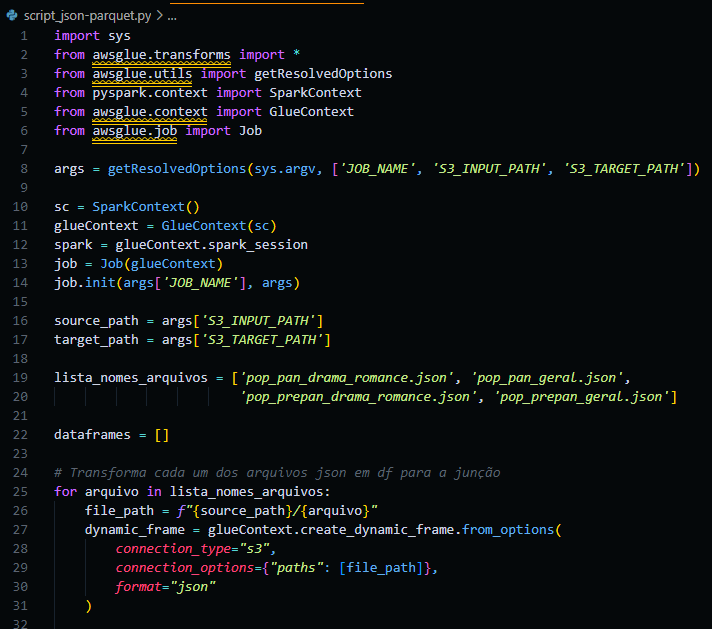 script_json-parquet.py > ...
1 import sys
2 from awsglue.transforms import *
3 from awsglue.utils import getResolvedOptions
4 from pyspark.context import SparkContext
5 from awsglue.context import GlueContext
6 from awsglue.job import Job
7
8 args = getResolvedOptions(sys.argv, ['JOB_NAME', 'S3_INPUT_PATH', 'S3_TARGET_PATH'])
9
10 sc = SparkContext()
11 glueContext = GlueContext(sc)
12 spark = glueContext.spark_session
13 job = Job(glueContext)
14 job.init(args['JOB_NAME'], args)
15
16 source_path = args['S3_INPUT_PATH']
17 target_path = args['S3_TARGET_PATH']
18
19 lista_nomes_arquivos = ['pop_pan_drama_romance.json', 'pop_pan_geral.json',
20                         'pop_prepan_drama_romance.json', 'pop_prepan_geral.json']
21
22 dataframes = []
23
24 # Transforma cada um dos arquivos json em df para a junção
25 for arquivo in lista_nomes_arquivos:
26     file_path = f"{source_path}/{arquivo}"
27     dynamic_frame = glueContext.create_dynamic_frame.from_options(
28         connection_type="s3",
29         connection_options={"paths": [file_path]},
30         format="json"
31     )
32